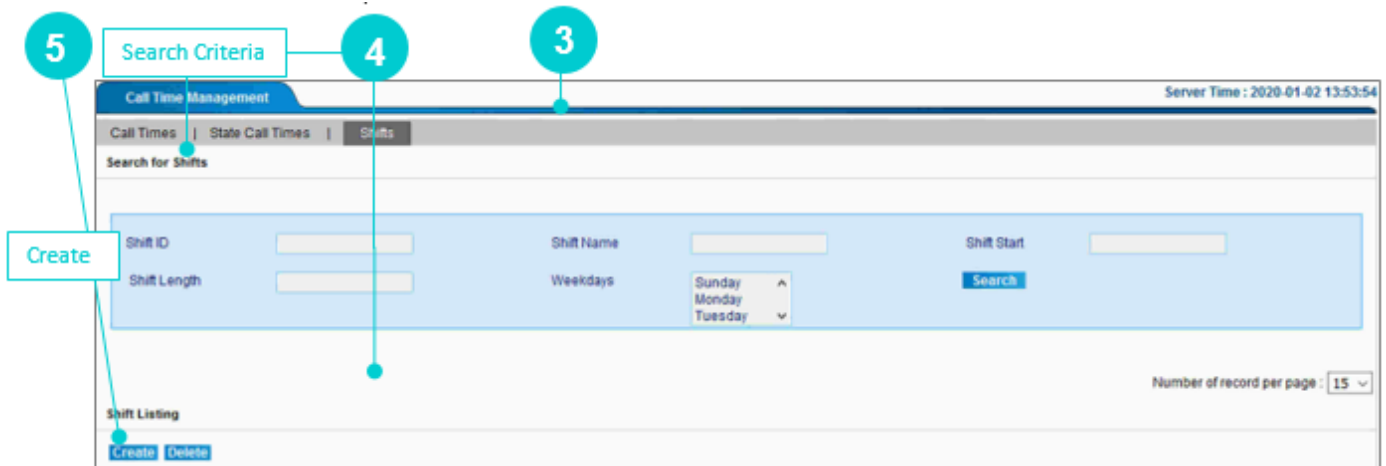 5
Search Criteria
4
3
Call Time Management
Server Time : 2020-01-02 13:53:54
Call Times | State Call Times | Shifts
Search for Shifts
Create
Shift ID
Shift Name
Shift Start
Shift Length
Weekdays
Sunday
Monday
Tuesday
Search
Number of record per page : 15
Shift Listing
Create Delete